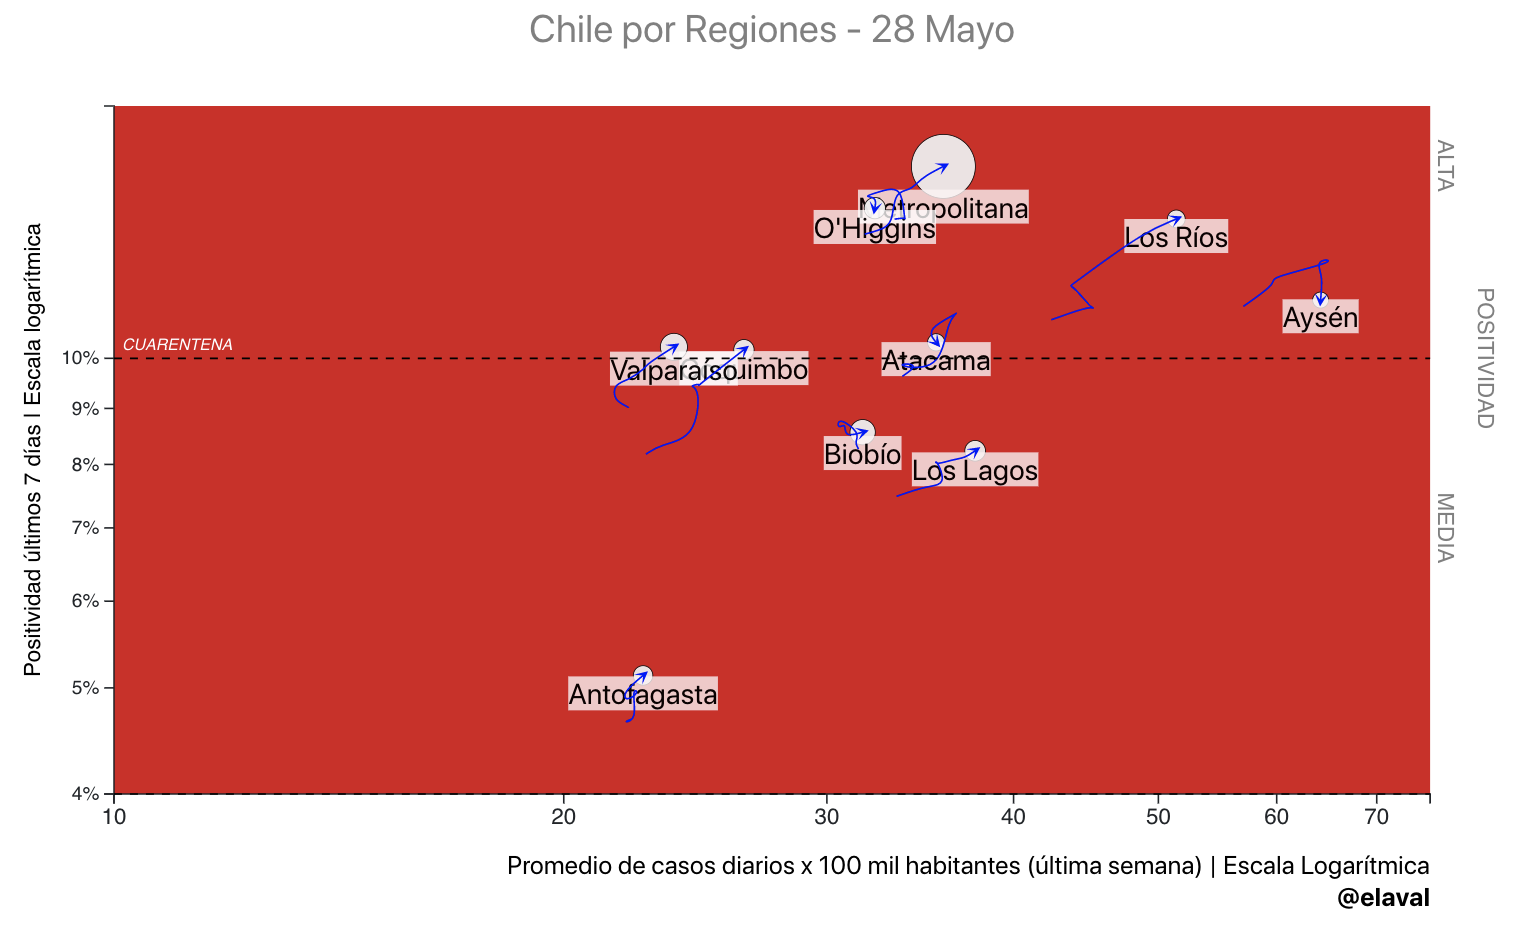 Chile por Regiones - 28 Mayo
ALTA
POSITIVIDAD
MEDIA
Positividad últimos 7 días I Escala logarítmica
CUARENTENA
10%
9%
8%
7%
6%
5%
4%
Metropolitana
O'Higgins
Los Ríos
Aysén
Atacama
Valparaíso
Biobío
Los Lagos
Antofagasta
10
20
30
40
50
60
70
Promedio de casos diarios x 100 mil habitantes (última semana) | Escala Logarítmica
@elaval